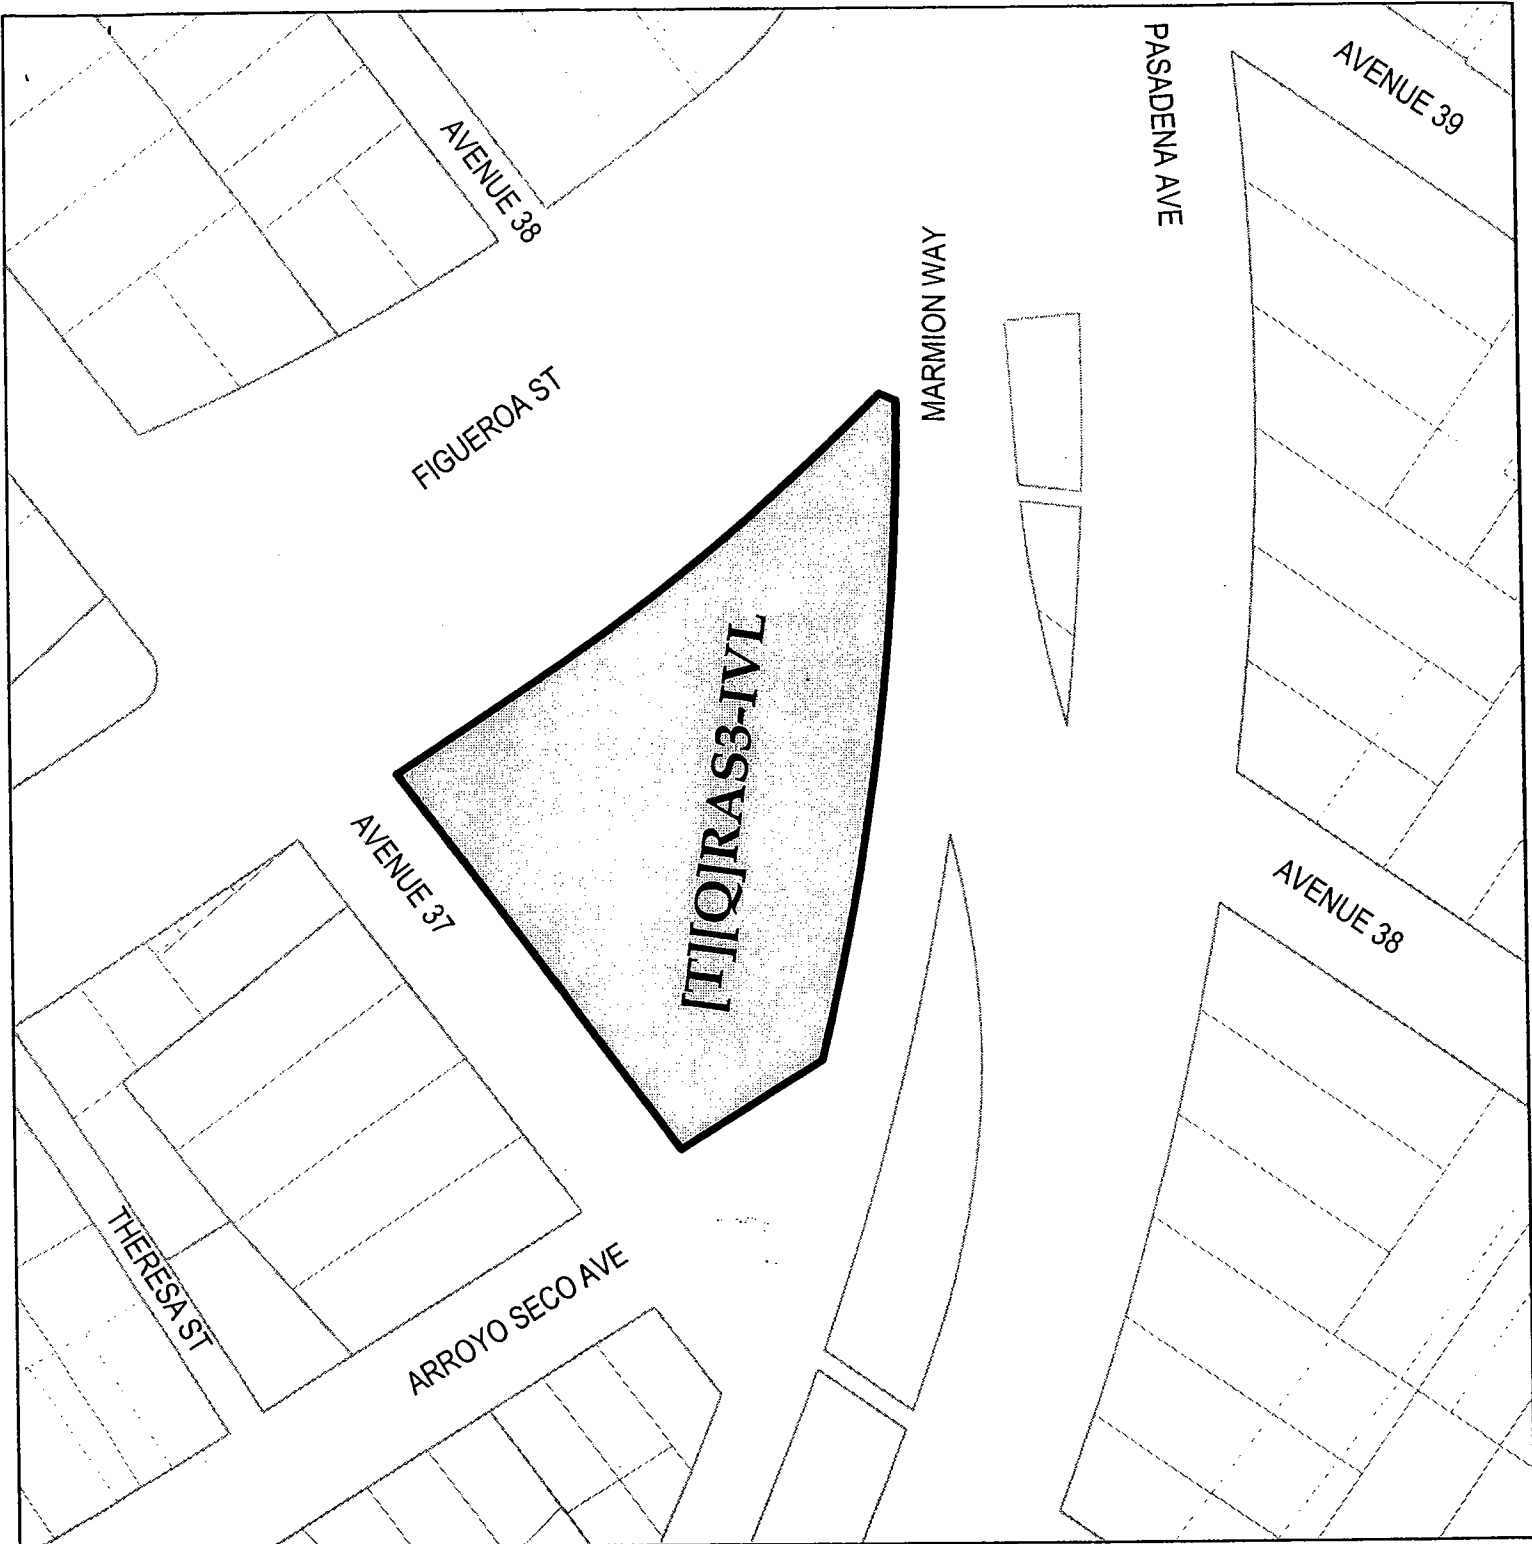 PASADENA AVE
AVENUE 39
AVENUE 38
MARMION WAY
FIGUEROA ST
[T][Q]RAS3-1VL
AVENUE 37
AVENUE 38
THERESA ST
ARROYO SECO AVE